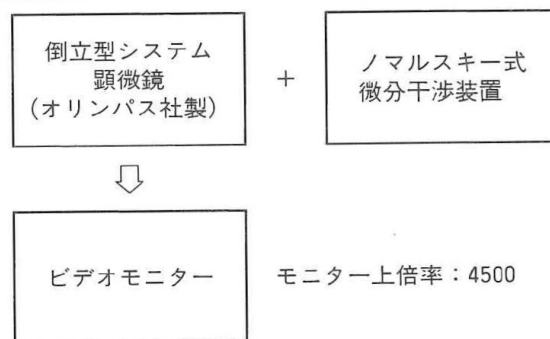 倒立型システム
顕微鏡
(オリンパス社製)
+
ノマルスキー式
微分干渉装置
ビデオモニター
モニター上倍率：4500